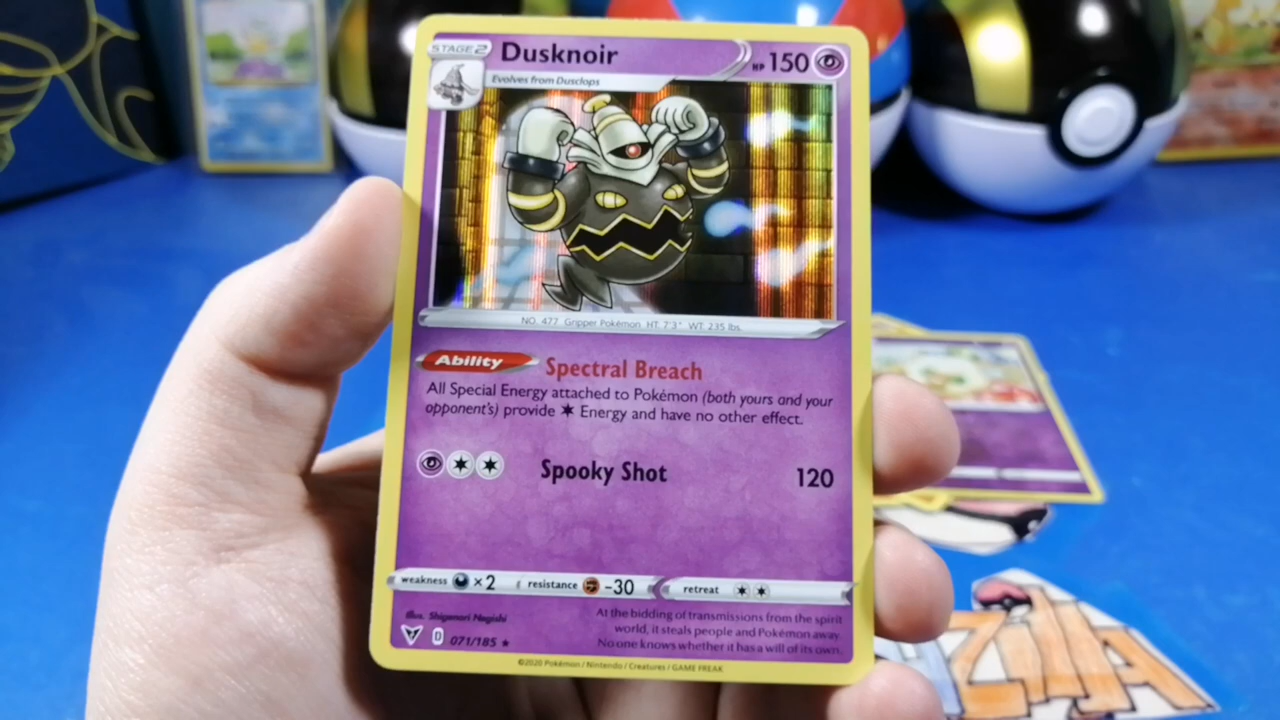 STAGE 2
Dusknoir
HP 150
Evolves from Dusclops
NO. 477 Gripper Pokémon HT: 7'3" WT: 235 lbs.
Ability Spectral Breach
All Special Energy attached to Pokémon (both yours and your
opponent's) provide Energy and have no other effect.
Spooky Shot 120
weakness ×2 resistance -30 retreat
Illus. Shigenori Negishi
D 071/185 ★
At the bidding of transmissions from the spirit
world, it steals people and Pokémon away.
No one knows whether it has a will of its own.
©2020 Pokémon / Nintendo / Creatures / GAME FREAK